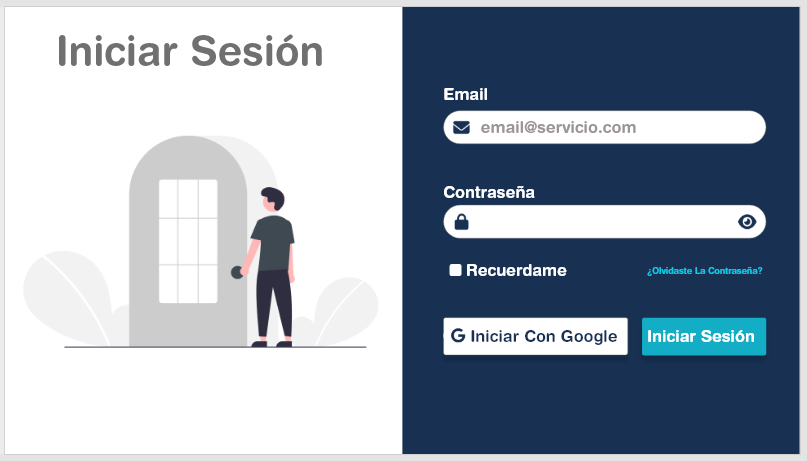 Iniciar Sesión
Email
email@servicio.com
Contraseña
Recuerdame
¿Olvidaste La Contraseña?
G Iniciar Con Google
Iniciar Sesión